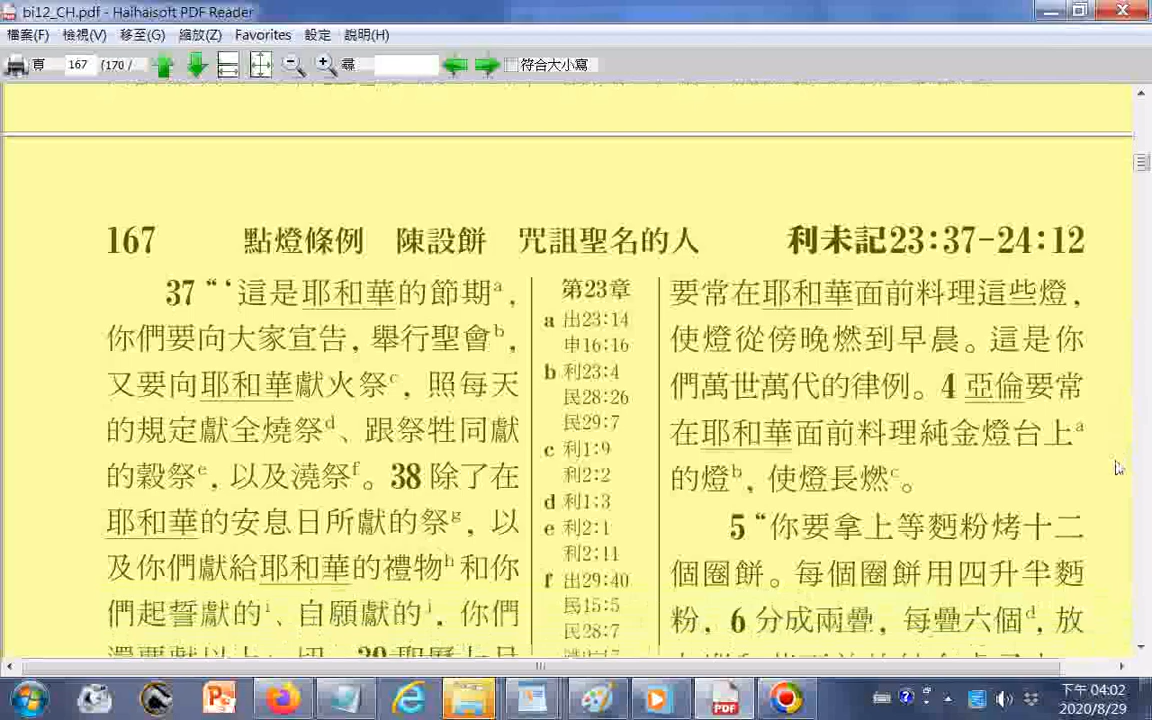 bi12_CH.pdf - Haihaisoft PDF Reader
檔案(F) 檢視(V) 移至(G) 縮放(Z) Favorites 設定 說明(H)
頁 167 (170 / 尋 符合大小寫
167 點燈條例 陳設餅 咒詛聖名的人 利未記23:37-24:12
37 “‘這是耶和華的節期a,
你們要向大家宣告, 舉行聖會b,
又要向耶和華獻火祭c, 照每天
的規定獻全燒祭d、跟祭牲同獻
的穀祭e, 以及澆祭f。38 除了在
耶和華的安息日所獻的祭g, 以
及你們獻給耶和華的禮物h和你
們起誓獻的i、自願獻的j, 你們
第23章
a 出23:14
申16:16
b 利23:4
民28:26
民29:7
c 利1:9
利2:2
d 利1:3
e 利2:1
利2:11
f 出29:40
民15:5
民28:7
要常在耶和華面前料理這些燈,
使燈從傍晚燃到早晨。這是你
們萬世萬代的律例。4 亞倫要常
在耶和華面前料理純金燈台上a
的燈b, 使燈長燃c。
5 “你要拿上等麪粉烤十二
個圈餅。每個圈餅用四升半麪
粉, 6 分成兩疊, 每疊六個d, 放
下午 04:02
2020/8/29